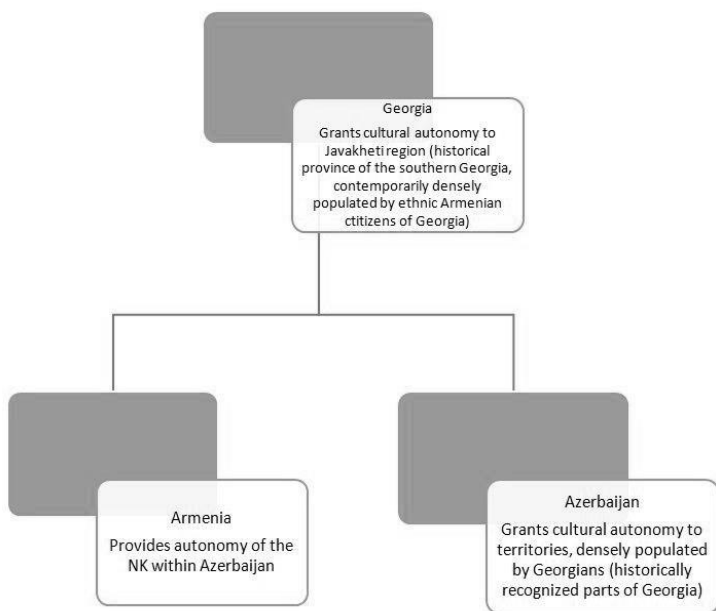 Georgia
Grants cultural autonomy to
Javakheti region (historical
province of the southern Georgia,
contemporarily densely
populated by ethnic Armenian
ctitizens of Georgia)
Armenia
Provides autonomy of the
NK within Azerbaijan
Azerbaijan
Grants cultural autonomy to
territories, densely populated
by Georgians (historically
recognized parts of Georgia)